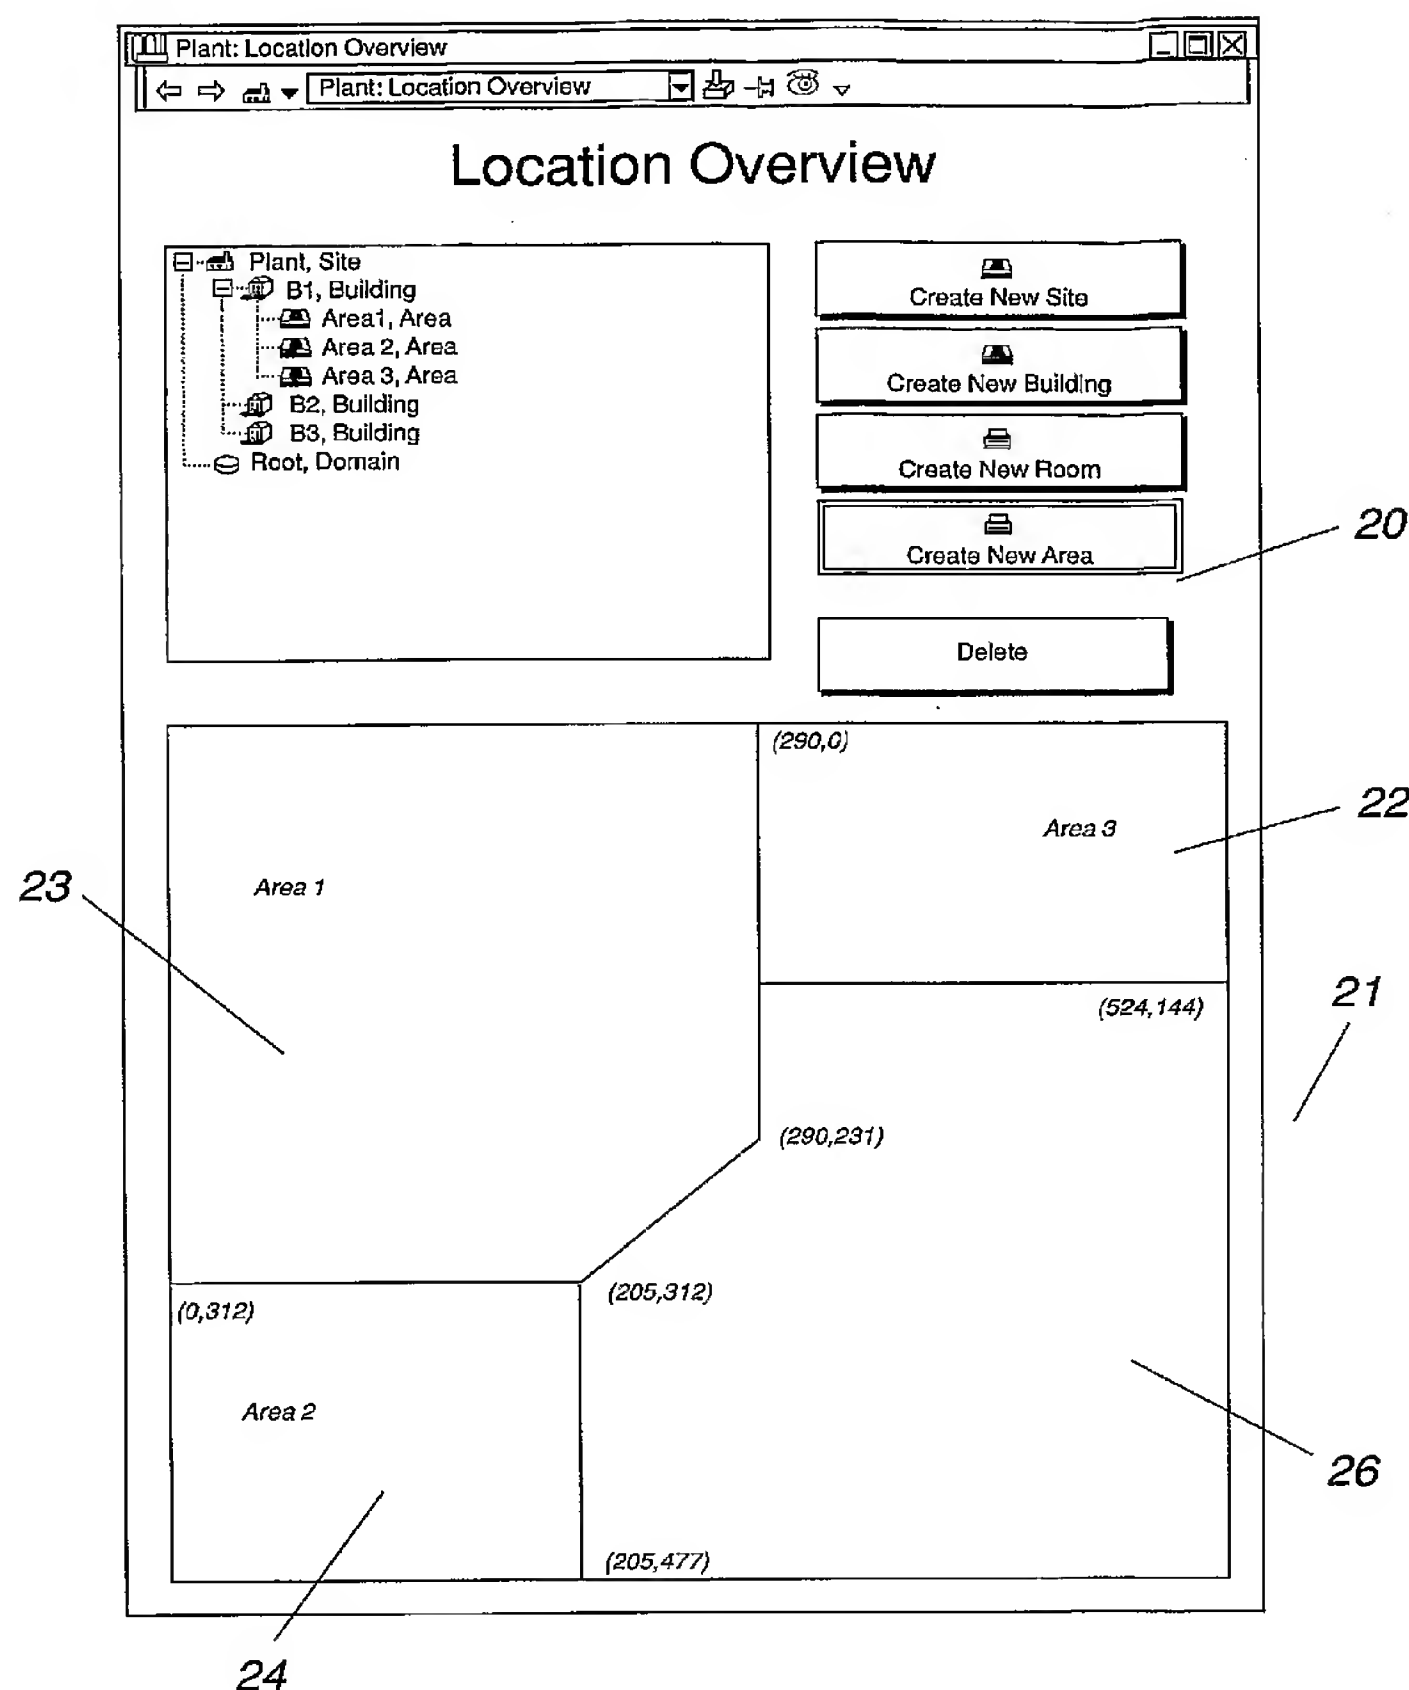 Plant: Location Overview
Plant: Location Overview
Location Overview
Plant, Site
B1, Building
Area1, Area
Area 2, Area
Area 3, Area
B2, Building
B3, Building
Root, Domain
Create New Site
Create New Building
Create New Room
Create New Area
Delete
20
(290,0)
Area 3
22
Area 1
23
(524,144)
21
(290,231)
(205,312)
(0,312)
Area 2
26
(205,477)
24